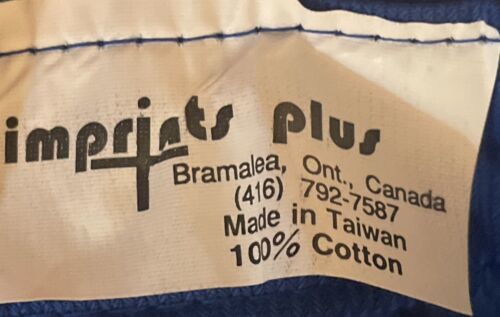 imprints plus
Bramalea, Ont., Canada
(416) 792-7587
Made in Taiwan
100% Cotton